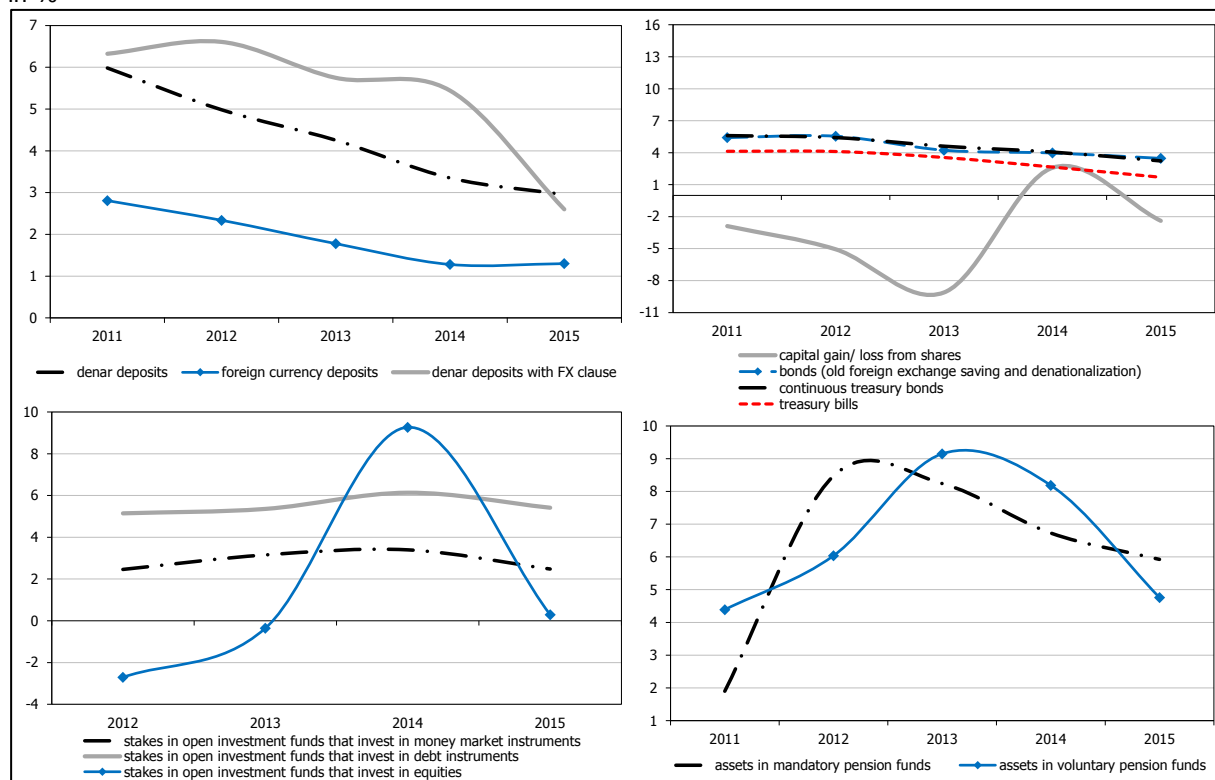 7
6
5
4
3
2
1
0
2011 2012 2013 2014 2015
denar deposits foreign currency deposits denar deposits with FX clause
16
13
10
7
4
1
-2
-5
-8
-11
2011 2012 2013 2014 2015
capital gain/ loss from shares
bonds (old foreign exchange saving and denationalization)
continuous treasury bonds
treasury bills
10
8
6
4
2
0
-2
-4
2012 2013 2014 2015
stakes in open investment funds that invest in money market instruments
stakes in open investment funds that invest in debt instruments
stakes in open investment funds that invest in equities
10
9
8
7
6
5
4
3
2
1
2011 2012 2013 2014 2015
assets in mandatory pension funds assets in voluntary pension funds